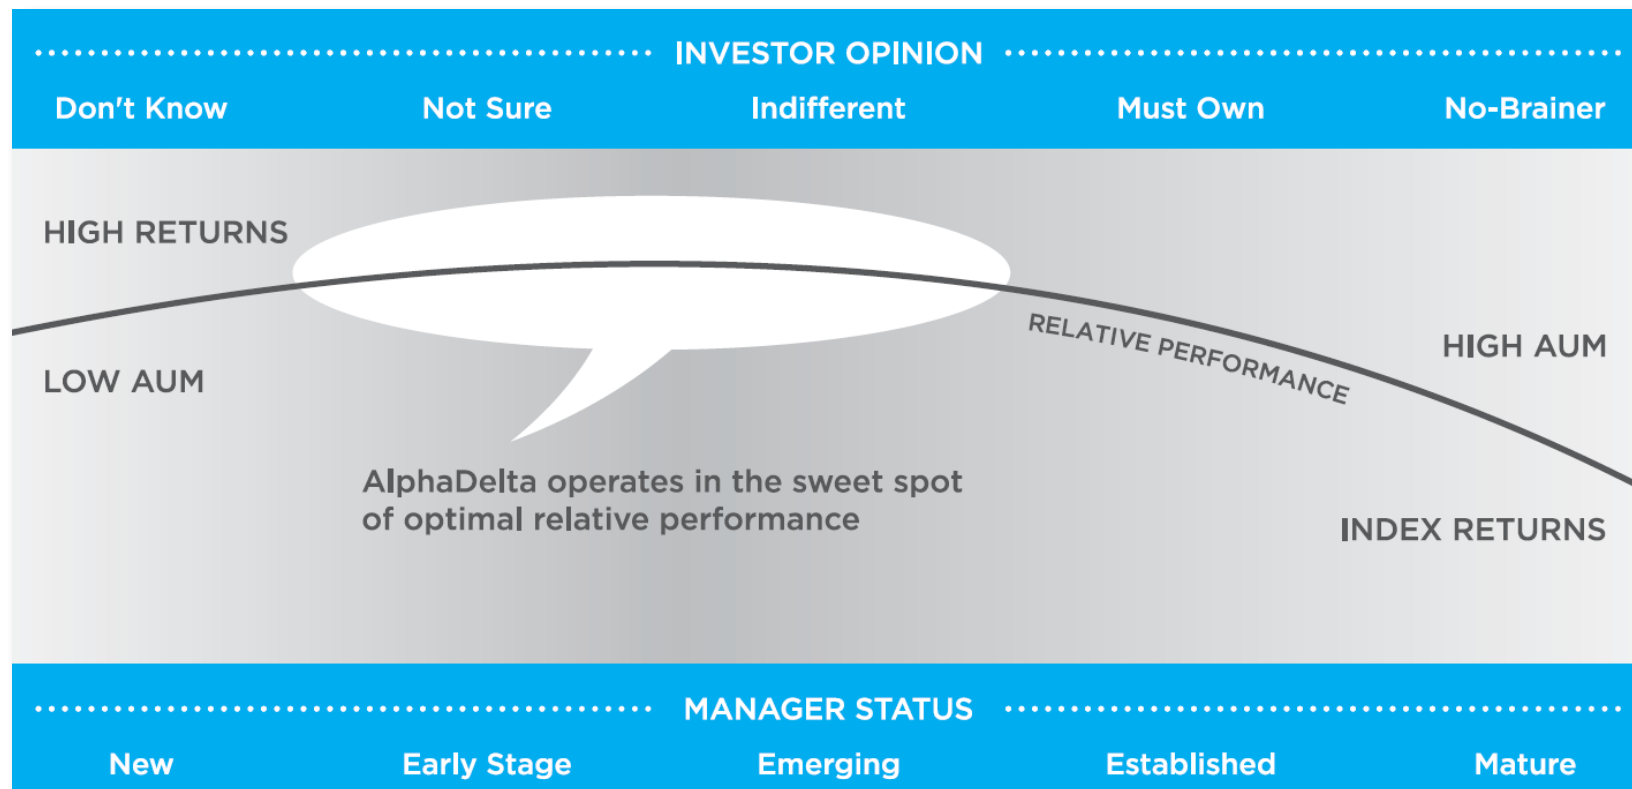 INVESTOR OPINION
Don't Know Not Sure Indifferent Must Own No-Brainer
HIGH RETURNS
LOW AUM
RELATIVE PERFORMANCE
HIGH AUM
AlphaDelta operates in the sweet spot
of optimal relative performance
INDEX RETURNS
MANAGER STATUS
New Early Stage Emerging Established Mature